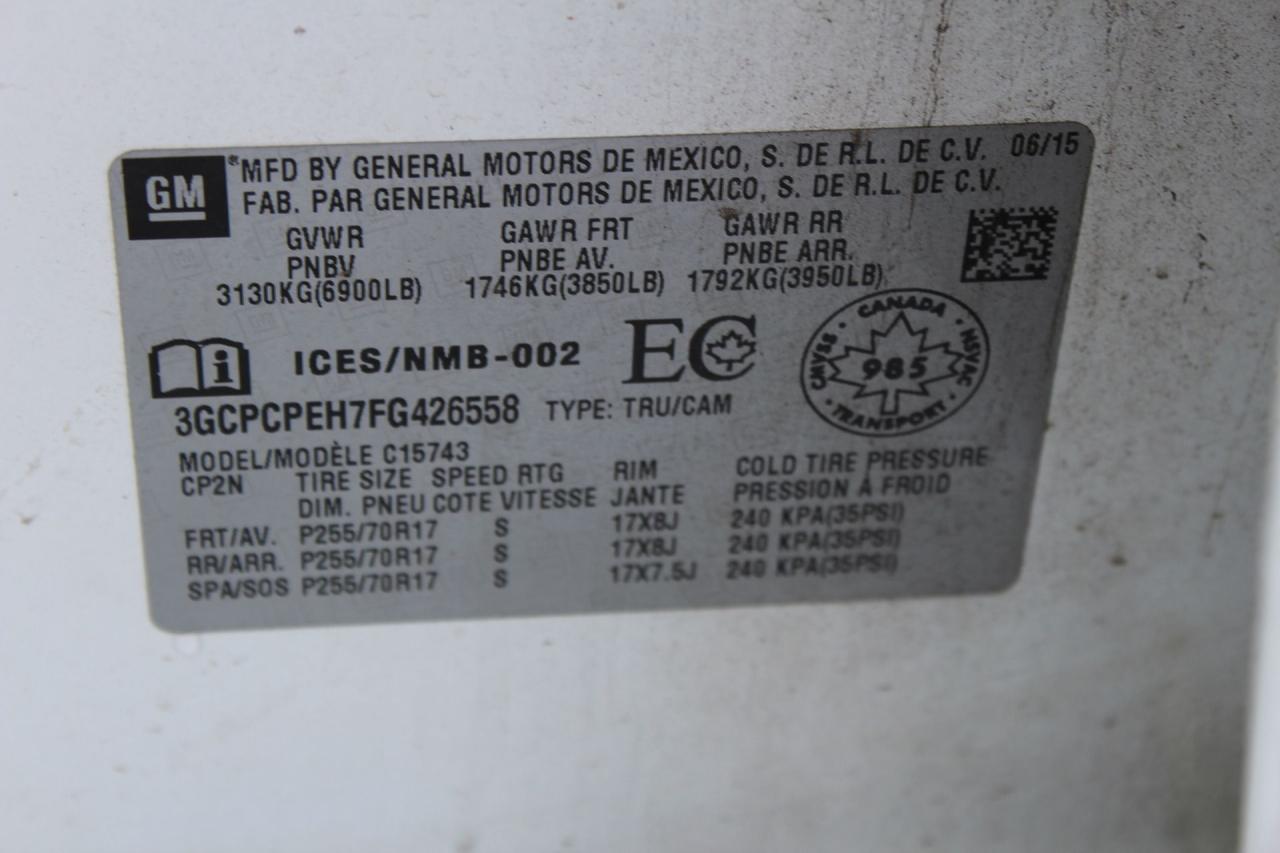 GM
®MFD BY GENERAL MOTORS DE MEXICO, S. DE R.L. DE C.V. 06/15
FAB. PAR GENERAL MOTORS DE MEXICO, S. DE R.L. DE C.V.
GVWR GAWR FRT GAWR RR
PNBV PNBE AV. PNBE ARR.
3130KG(6900LB) 1746KG(3850LB) 1792KG(3950LB)
i ICES/NMB-002 EC
CANADA
CMVSS · NSVAC
985
TRANSPORT
3GCPCPEH7FG426558 TYPE: TRU/CAM
MODEL/MODÈLE C15743
CP2N TIRE SIZE SPEED RTG RIM COLD TIRE PRESSURE
DIM. PNEU COTE VITESSE JANTE PRESSION À FROID
FRT/AV. P255/70R17 S 17X8J 240 KPA(35PSI)
RR/ARR. P255/70R17 S 17X8J 240 KPA(35PSI)
SPA/SOS P255/70R17 S 17X7.5J 240 KPA(35PSI)